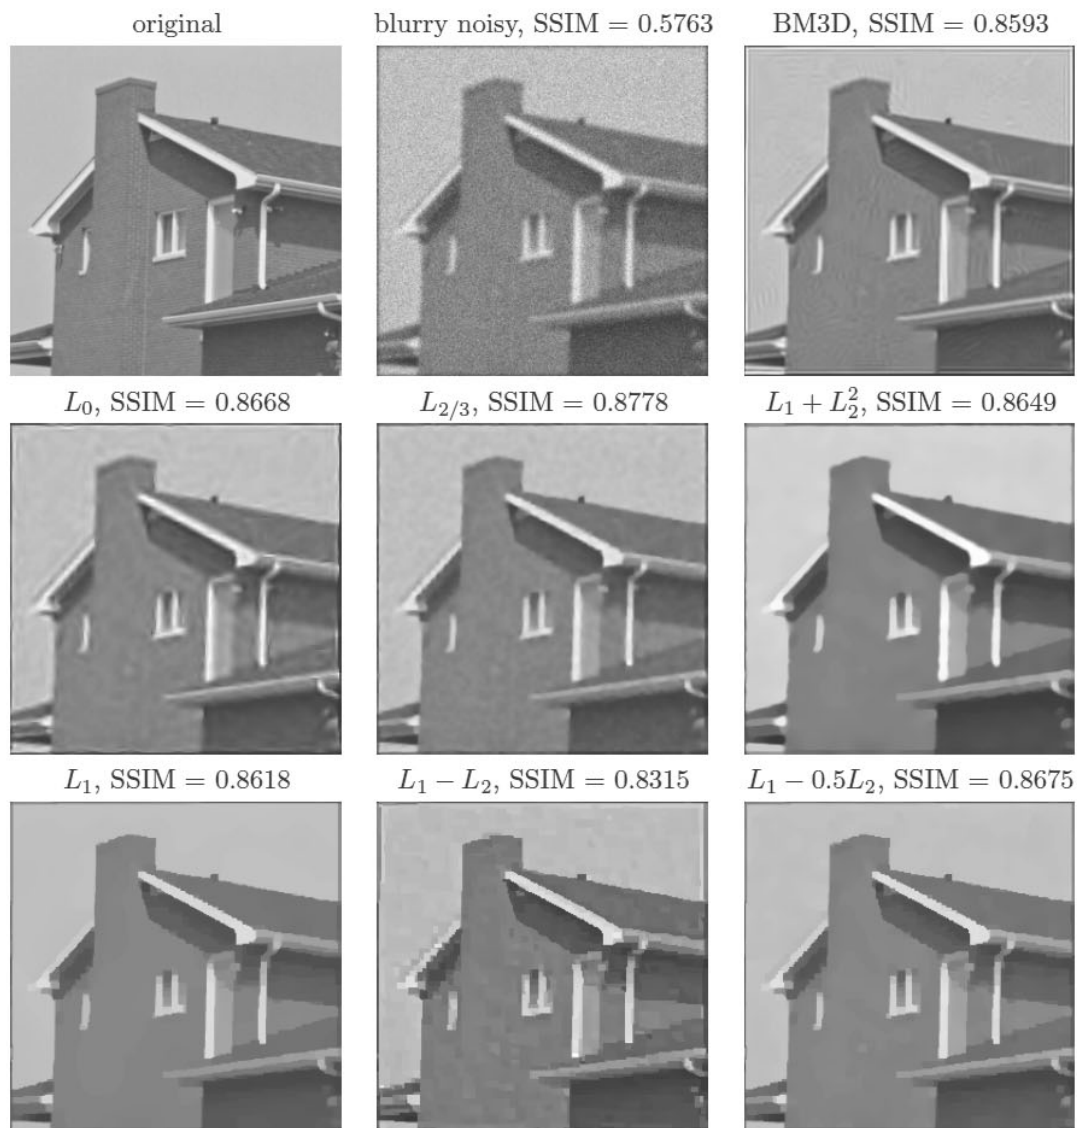 original
blurry noisy, SSIM = 0.5763
BM3D, SSIM = 0.8593
L₀, SSIM = 0.8668
L₂/₃, SSIM = 0.8778
L₁ + L₂², SSIM = 0.8649
L₁, SSIM = 0.8618
L₁ − L₂, SSIM = 0.8315
L₁ − 0.5L₂, SSIM = 0.8675